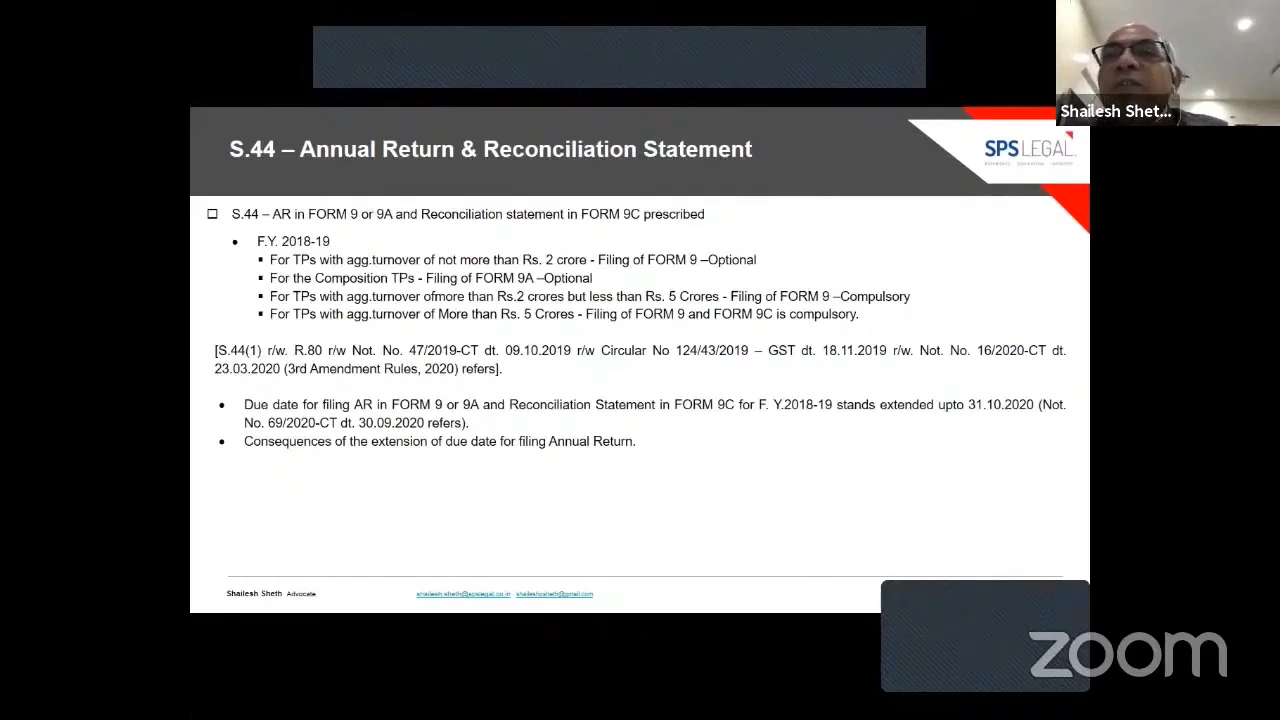 Shailesh Shet...
S.44 – Annual Return & Reconciliation Statement
SPS LEGAL
S.44 – AR in FORM 9 or 9A and Reconciliation statement in FORM 9C prescribed
F.Y. 2018-19
For TPs with agg.turnover of not more than Rs. 2 crore - Filing of FORM 9 –Optional
For the Composition TPs - Filing of FORM 9A –Optional
For TPs with agg.turnover ofmore than Rs.2 crores but less than Rs. 5 Crores - Filing of FORM 9 –Compulsory
For TPs with agg.turnover of More than Rs. 5 Crores - Filing of FORM 9 and FORM 9C is compulsory.
[S.44(1) r/w. R.80 r/w Not. No. 47/2019-CT dt. 09.10.2019 r/w Circular No 124/43/2019 – GST dt. 18.11.2019 r/w. Not. No. 16/2020-CT dt.
23.03.2020 (3rd Amendment Rules, 2020) refers].
Due date for filing AR in FORM 9 or 9A and Reconciliation Statement in FORM 9C for F. Y.2018-19 stands extended upto 31.10.2020 (Not.
No. 69/2020-CT dt. 30.09.2020 refers).
Consequences of the extension of due date for filing Annual Return.
Shailesh Sheth Advocate
shailesh.sheth@spslegal.co.in shaileshpsheth@gmail.com
zoom